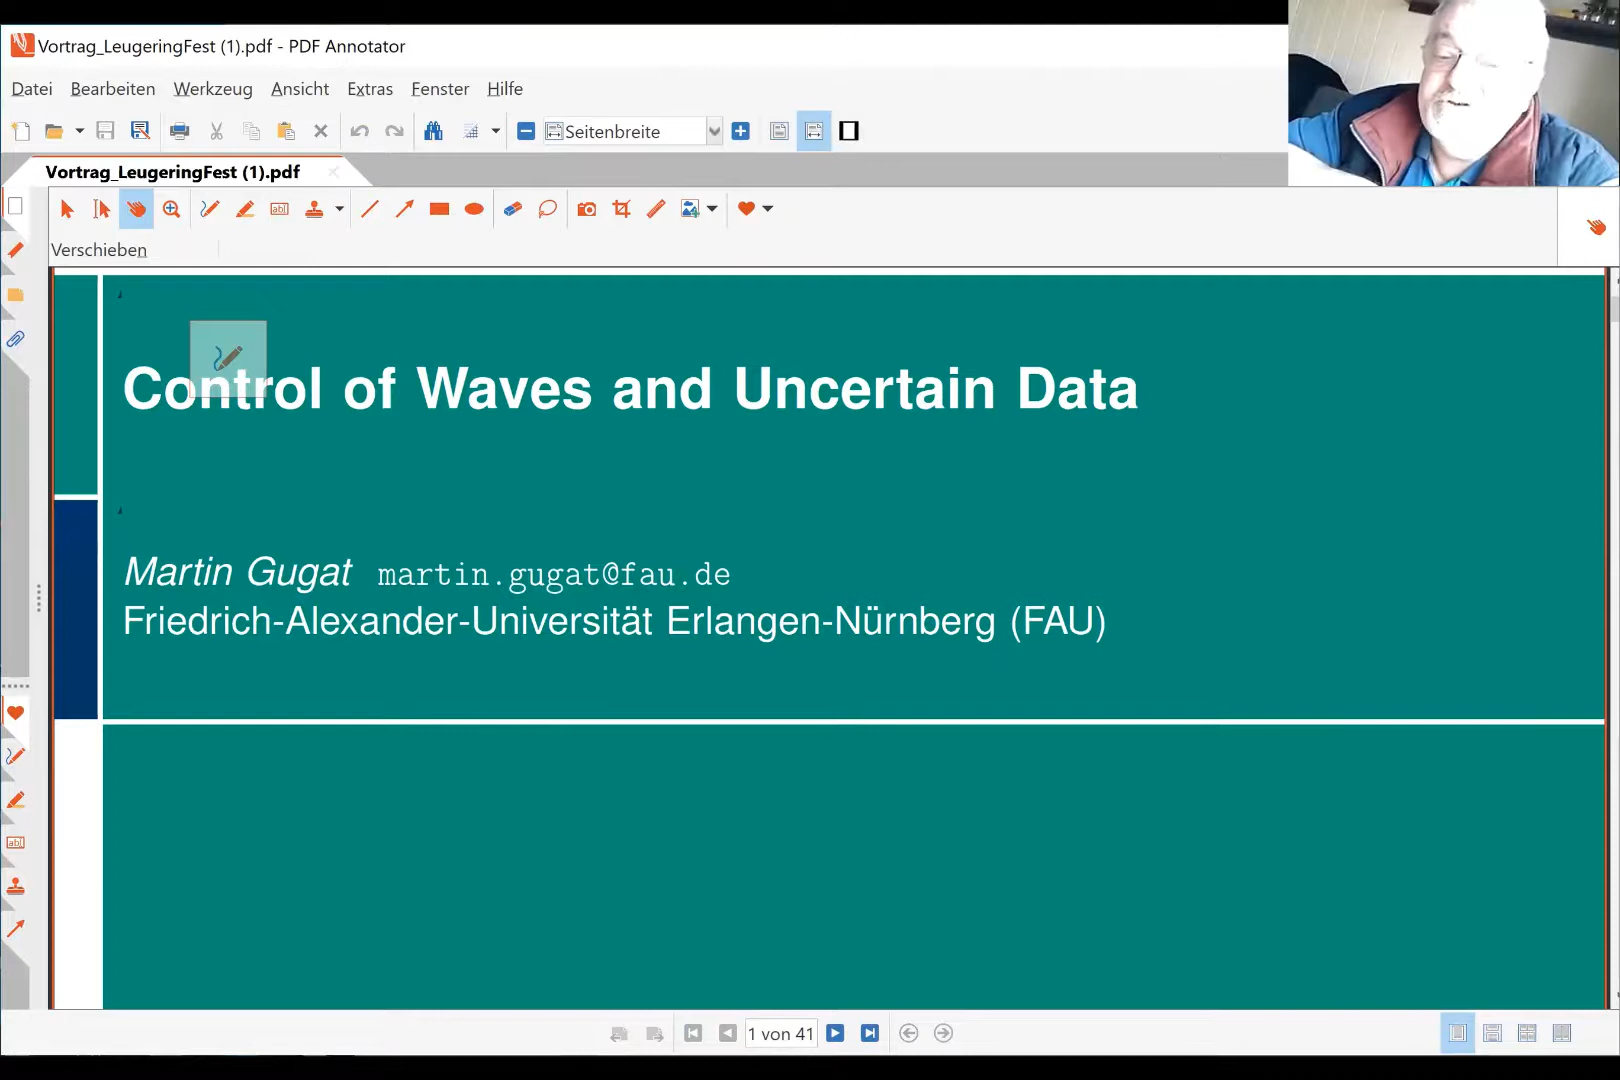 Vortrag_LeugeringFest (1).pdf - PDF Annotator
Datei Bearbeiten Werkzeug Ansicht Extras Fenster Hilfe
Seitenbreite
Vortrag_LeugeringFest (1).pdf
abl
Verschieben
Control of Waves and Uncertain Data
Martin Gugat martin.gugat@fau.de
Friedrich-Alexander-Universität Erlangen-Nürnberg (FAU)
abl
1 von 41